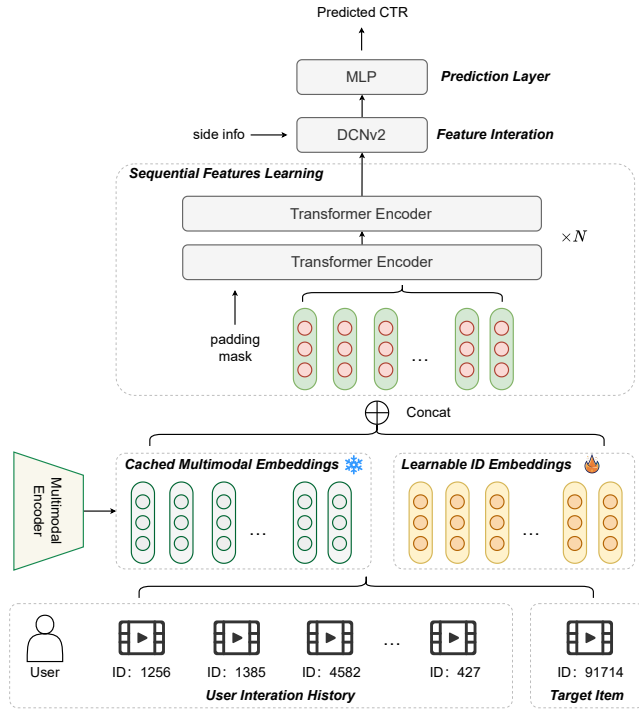 Predicted CTR
MLP
Prediction Layer
side info
DCNv2
Feature Interation
Sequential Features Learning
Transformer Encoder
×N
Transformer Encoder
padding
mask
...
Concat
Multimodal
Encoder
Cached Multimodal Embeddings
Learnable ID Embeddings
...
...
...
User
ID: 1256
ID: 1385
ID: 4582
ID: 427
ID: 91714
User Interation History
Target Item